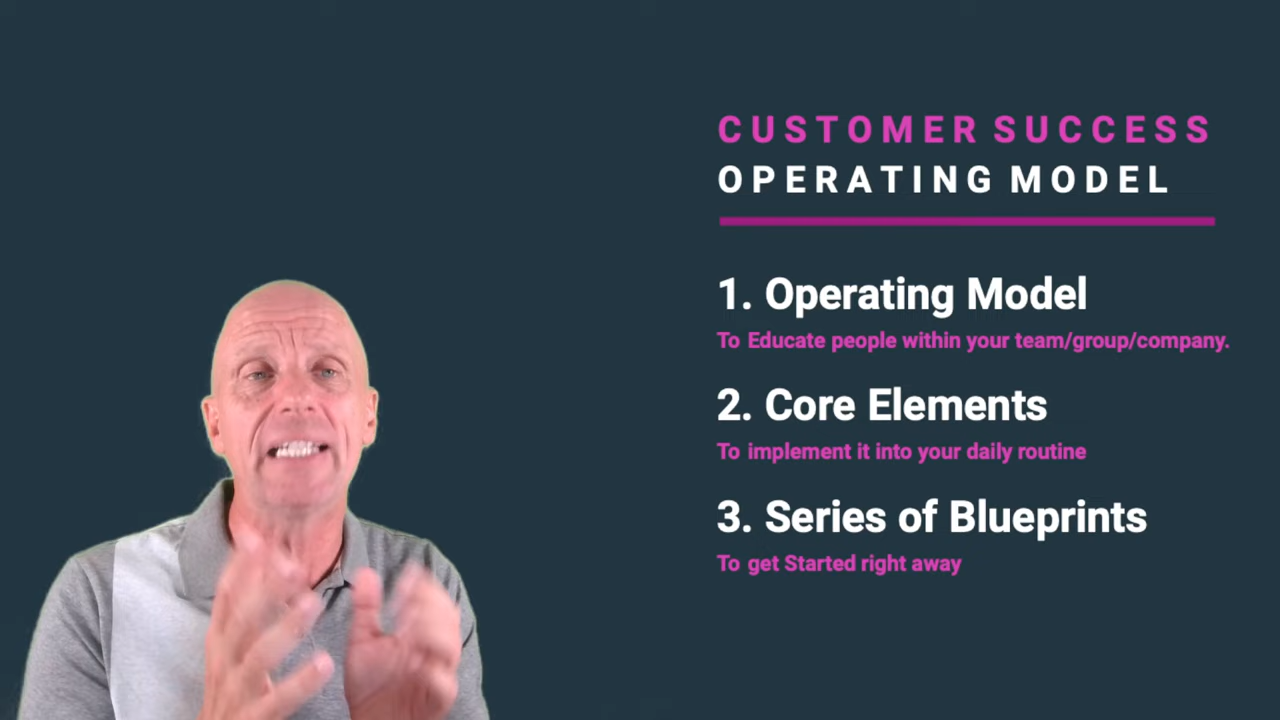 CUSTOMER SUCCESS
OPERATING MODEL
1. Operating Model
To Educate people within your team/group/company.
2. Core Elements
To implement it into your daily routine
3. Series of Blueprints
To get Started right away